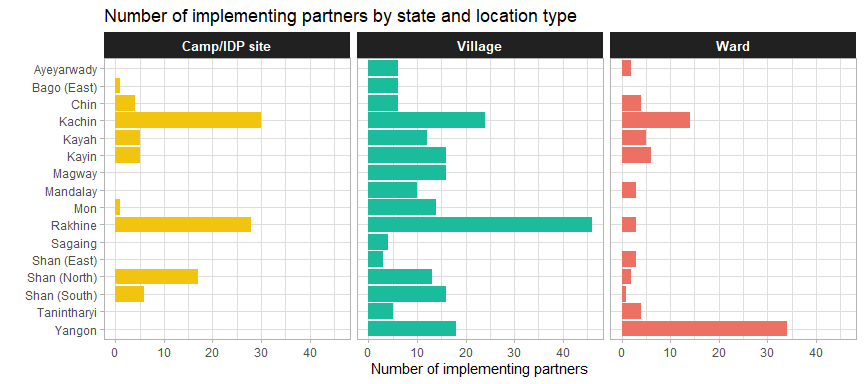 Number of implementing partners by state and location type
Camp/IDP site
Village
Ward
Ayeyarwady
Bago (East)
Chin
Kachin
Kayah
Kayin
Magway
Mandalay
Mon
Rakhine
Sagaing
Shan (East)
Shan (North)
Shan (South)
Tanintharyi
Yangon
0 10 20 30 40
0 10 20 30 40
0 10 20 30 40
Number of implementing partners